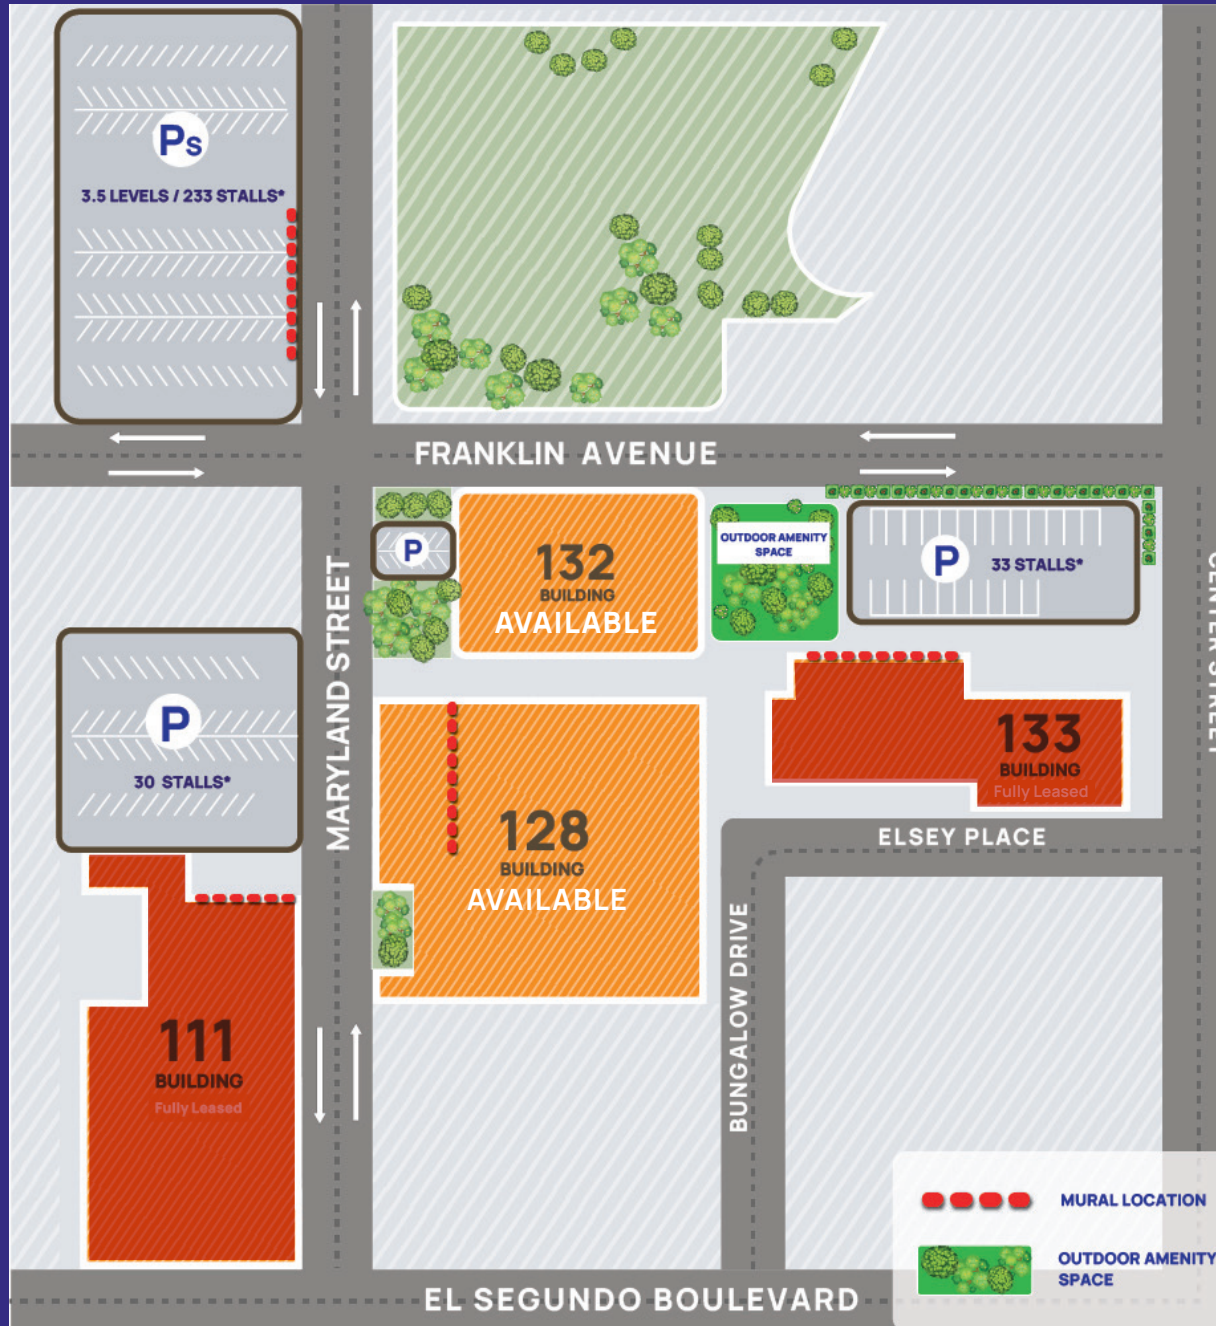 Ps
3.5 LEVELS / 233 STALLS*
FRANKLIN AVENUE
P
132
BUILDING
AVAILABLE
OUTDOOR AMENITY
SPACE
P
33 STALLS*
MARYLAND STREET
CENTER STREET
P
30 STALLS*
133
BUILDING
Fully Leased
128
BUILDING
AVAILABLE
ELSEY PLACE
BUNGALOW DRIVE
111
BUILDING
Fully Leased
MURAL LOCATION
OUTDOOR AMENITY
SPACE
EL SEGUNDO BOULEVARD